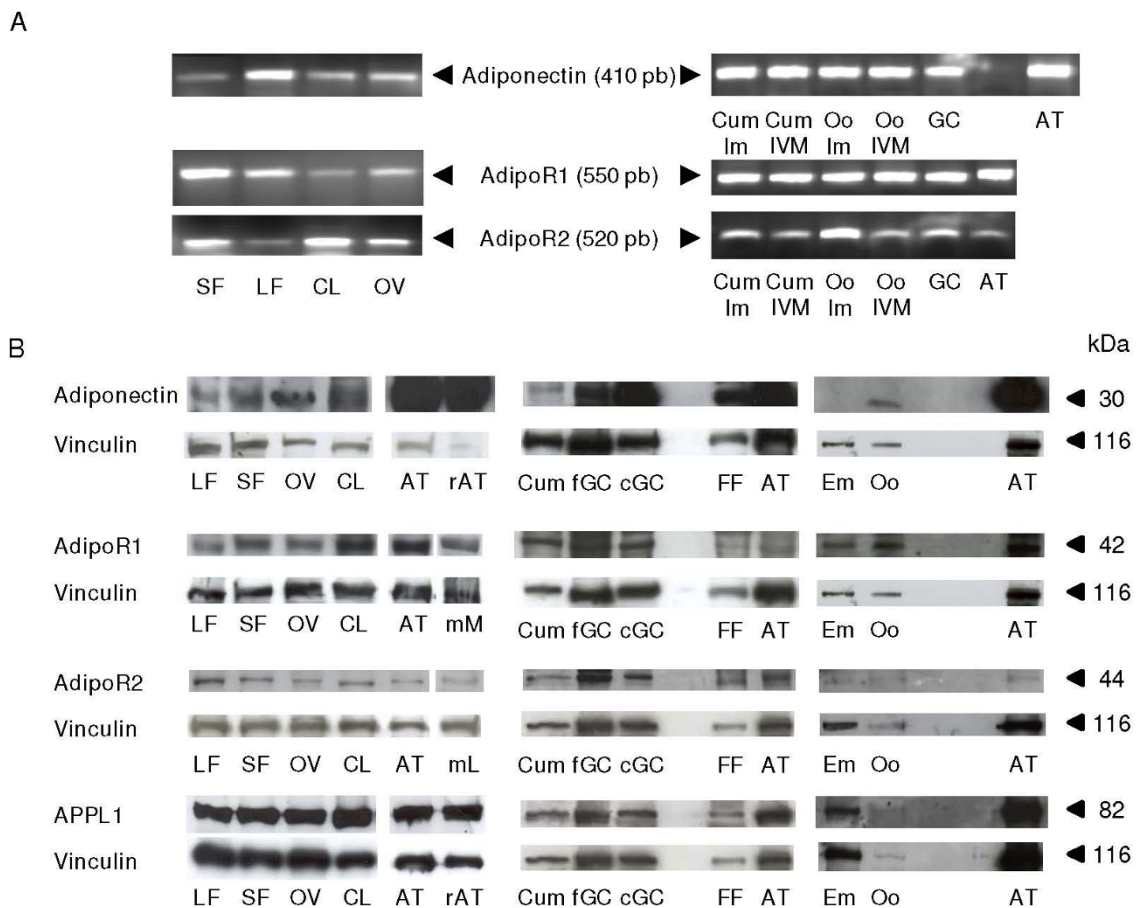 A
Adiponectin (410 pb)
Cum Cum Oo Oo GC AT
Im IVM Im IVM
AdipoR1 (550 pb)
AdipoR2 (520 pb)
SF LF CL OV
Cum Cum Oo Oo GC AT
Im IVM Im IVM
B
kDa
Adiponectin 30
Vinculin 116
LF SF OV CL AT rAT Cum fGC cGC FF AT Em Oo AT
AdipoR1 42
Vinculin 116
LF SF OV CL AT mM Cum fGC cGC FF AT Em Oo AT
AdipoR2 44
Vinculin 116
LF SF OV CL AT mL Cum fGC cGC FF AT Em Oo AT
APPL1 82
Vinculin 116
LF SF OV CL AT rAT Cum fGC cGC FF AT Em Oo AT